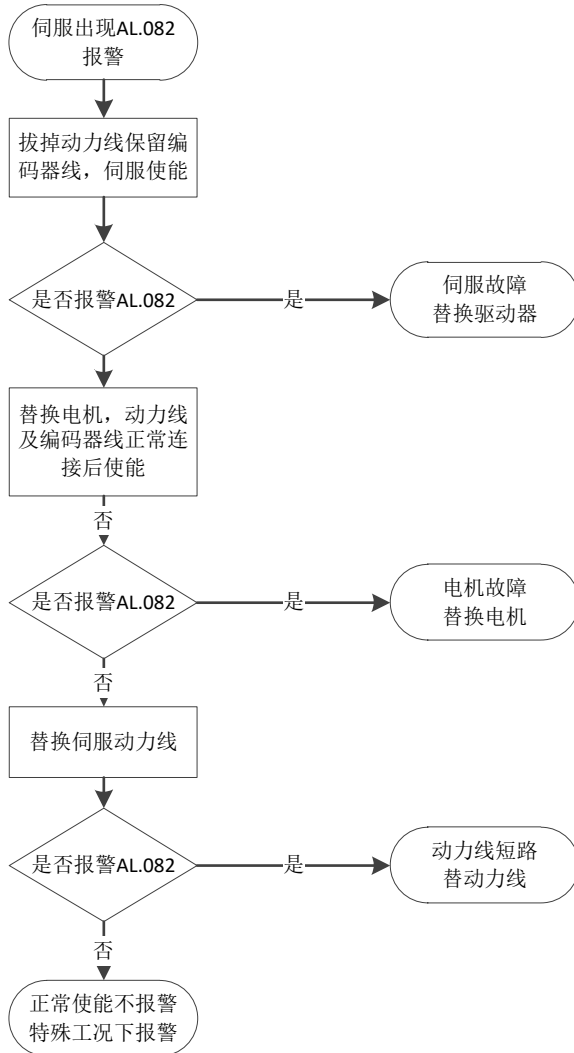 伺服出现AL.082
报警
拔掉动力线保留编
码器线，伺服使能
是否报警AL.082
是
伺服故障
替换驱动器
替换电机，动力线
及编码器线正常连
接后使能
否
是否报警AL.082
是
电机故障
替换电机
否
替换伺服动力线
是否报警AL.082
是
动力线短路
替动力线
否
正常使能不报警
特殊工况下报警